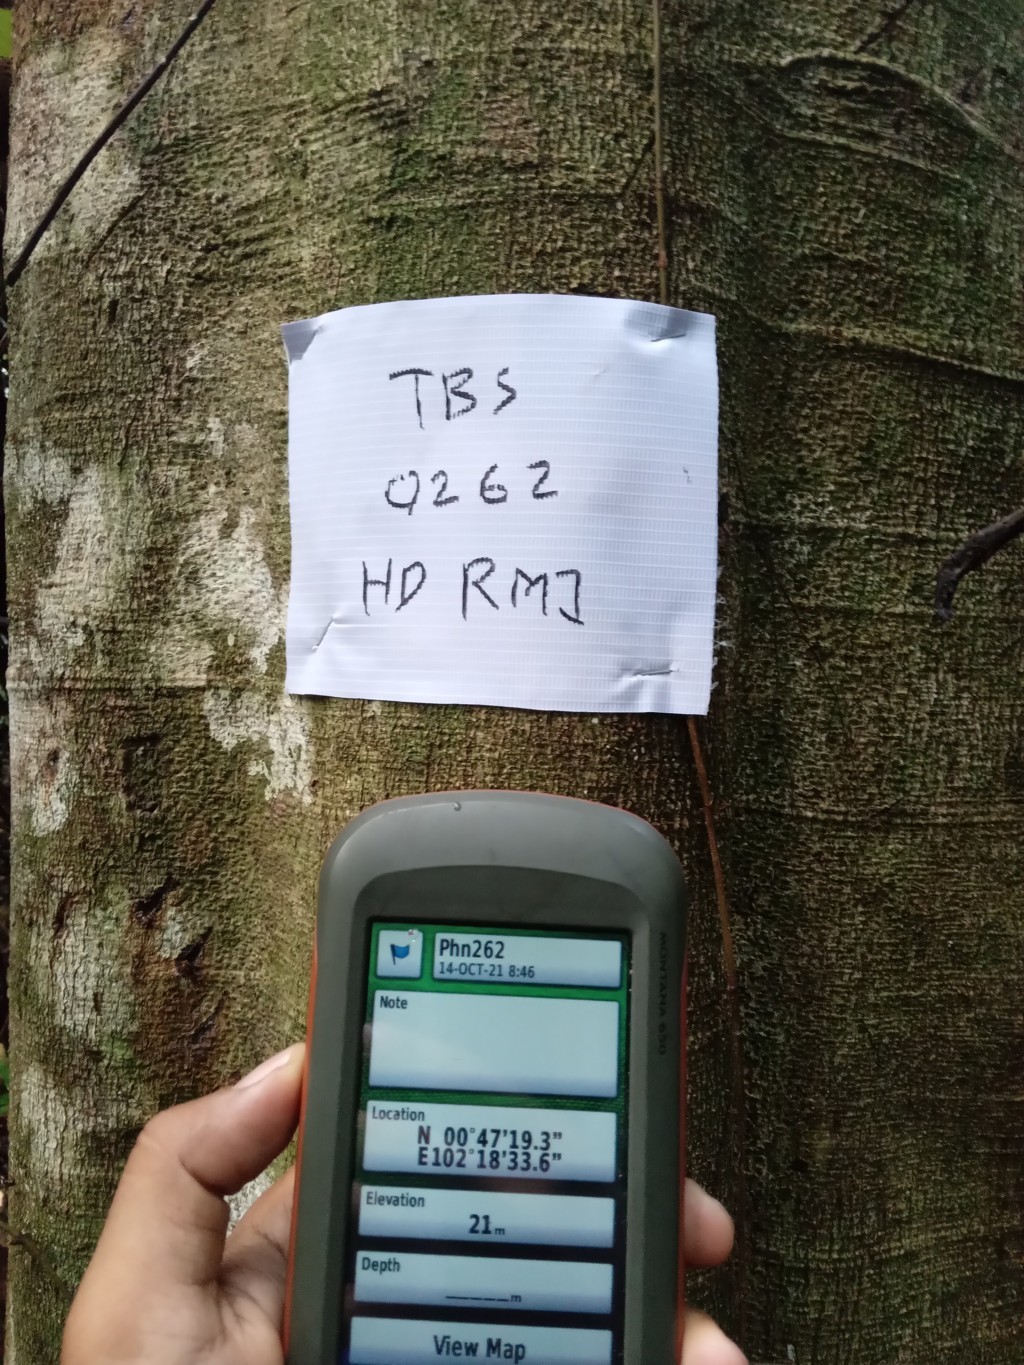 TBS
0262
HD RMJ
MONTANA 650
Phn262
14-OCT-21 8:46
Note
Location
N 00°47'19.3"
E102°18'33.6"
Elevation
21m
Depth
_____m
View Map